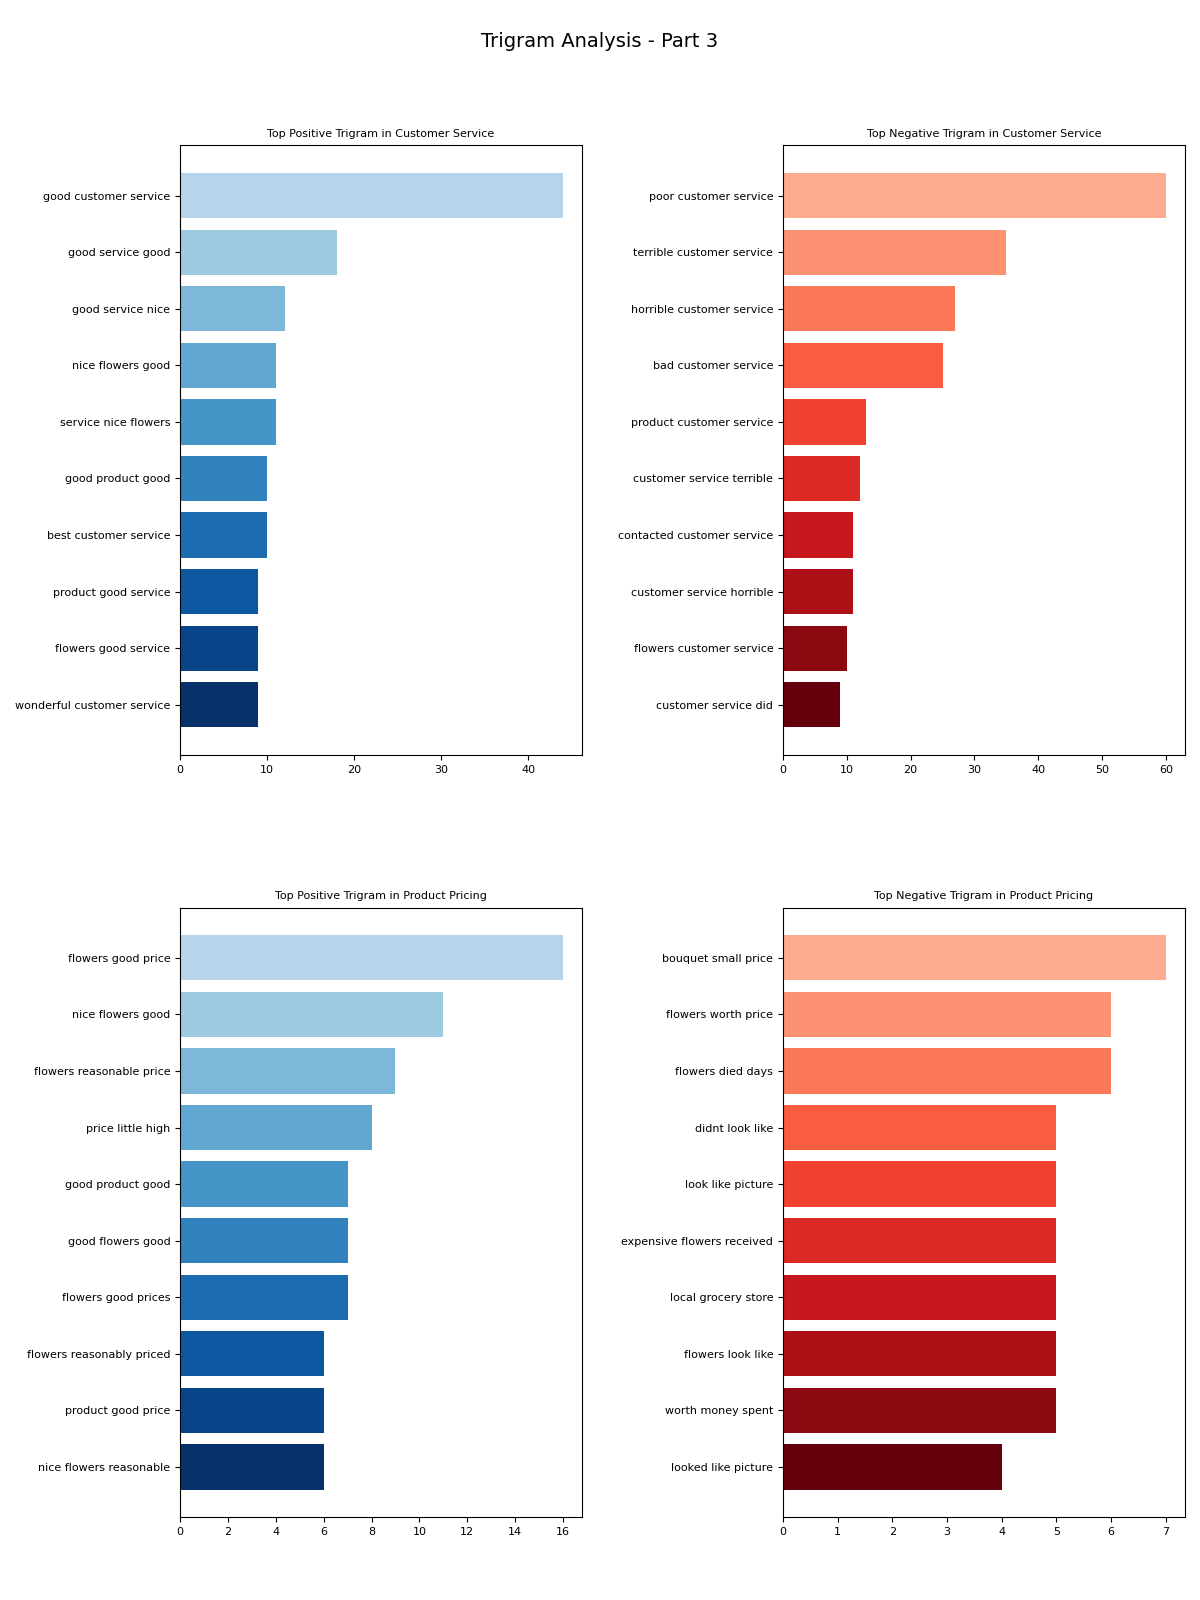 Trigram Analysis - Part 3
Top Positive Trigram in Customer Service
good customer service
good service good
good service nice
nice flowers good
service nice flowers
good product good
best customer service
product good service
flowers good service
wonderful customer service
0 10 20 30 40
Top Negative Trigram in Customer Service
poor customer service
terrible customer service
horrible customer service
bad customer service
product customer service
customer service terrible
contacted customer service
customer service horrible
flowers customer service
customer service did
0 10 20 30 40 50 60
Top Positive Trigram in Product Pricing
flowers good price
nice flowers good
flowers reasonable price
price little high
good product good
good flowers good
flowers good prices
flowers reasonably priced
product good price
nice flowers reasonable
0 2 4 6 8 10 12 14 16
Top Negative Trigram in Product Pricing
bouquet small price
flowers worth price
flowers died days
didnt look like
look like picture
expensive flowers received
local grocery store
flowers look like
worth money spent
looked like picture
0 1 2 3 4 5 6 7